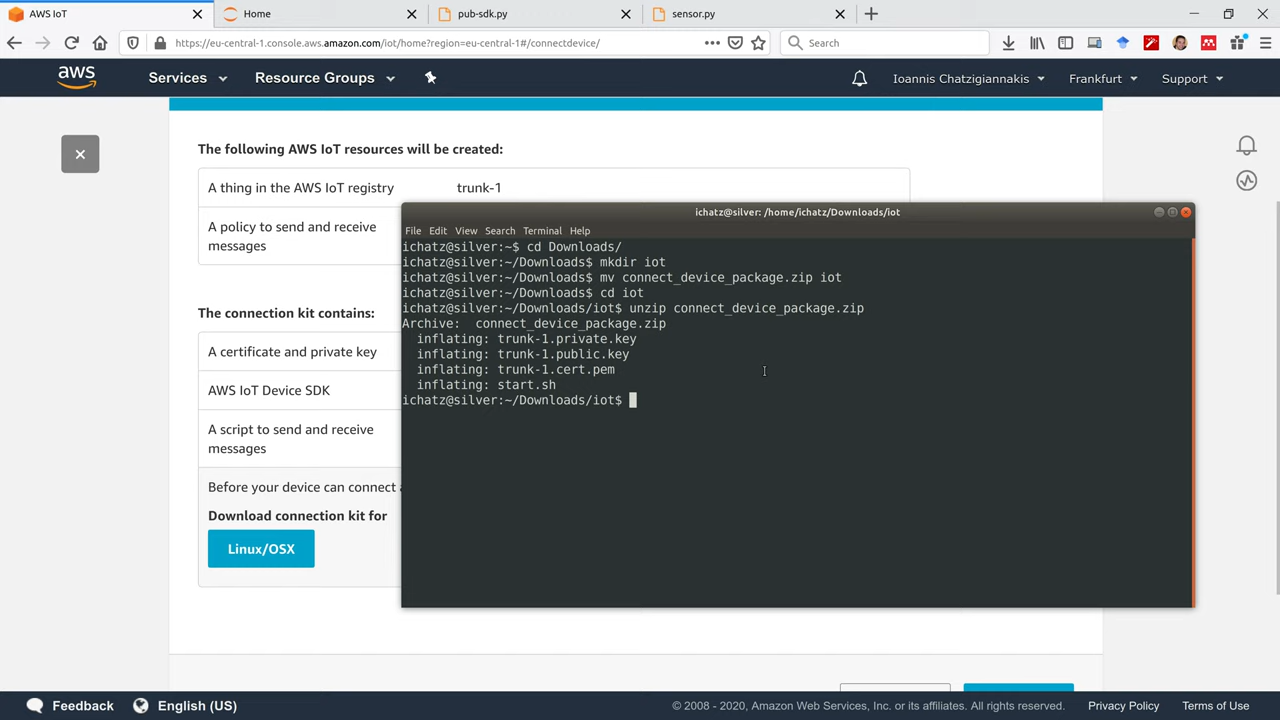 AWS IoT
Home
pub-sdk.py
sensor.py
https://eu-central-1.console.aws.amazon.com/iot/home?region=eu-central-1#/connectdevice/
Search
aws
Services
Resource Groups
Ioannis Chatzigiannakis
Frankfurt
Support
The following AWS IoT resources will be created:
A thing in the AWS IoT registry
trunk-1
A policy to send and receive
messages
The connection kit contains:
A certificate and private key
AWS IoT Device SDK
A script to send and receive
messages
Before your device can connect a
Download connection kit for
Linux/OSX
ichatz@silver: /home/ichatz/Downloads/iot
File Edit View Search Terminal Help
ichatz@silver:~$ cd Downloads/
ichatz@silver:~/Downloads$ mkdir iot
ichatz@silver:~/Downloads$ mv connect_device_package.zip iot
ichatz@silver:~/Downloads$ cd iot
ichatz@silver:~/Downloads/iot$ unzip connect_device_package.zip
Archive:  connect_device_package.zip
  inflating: trunk-1.private.key
  inflating: trunk-1.public.key
  inflating: trunk-1.cert.pem
  inflating: start.sh
ichatz@silver:~/Downloads/iot$
Feedback
English (US)
© 2008 - 2020, Amazon Web Services, Inc. or its affiliates. All rights reserved.
Privacy Policy
Terms of Use